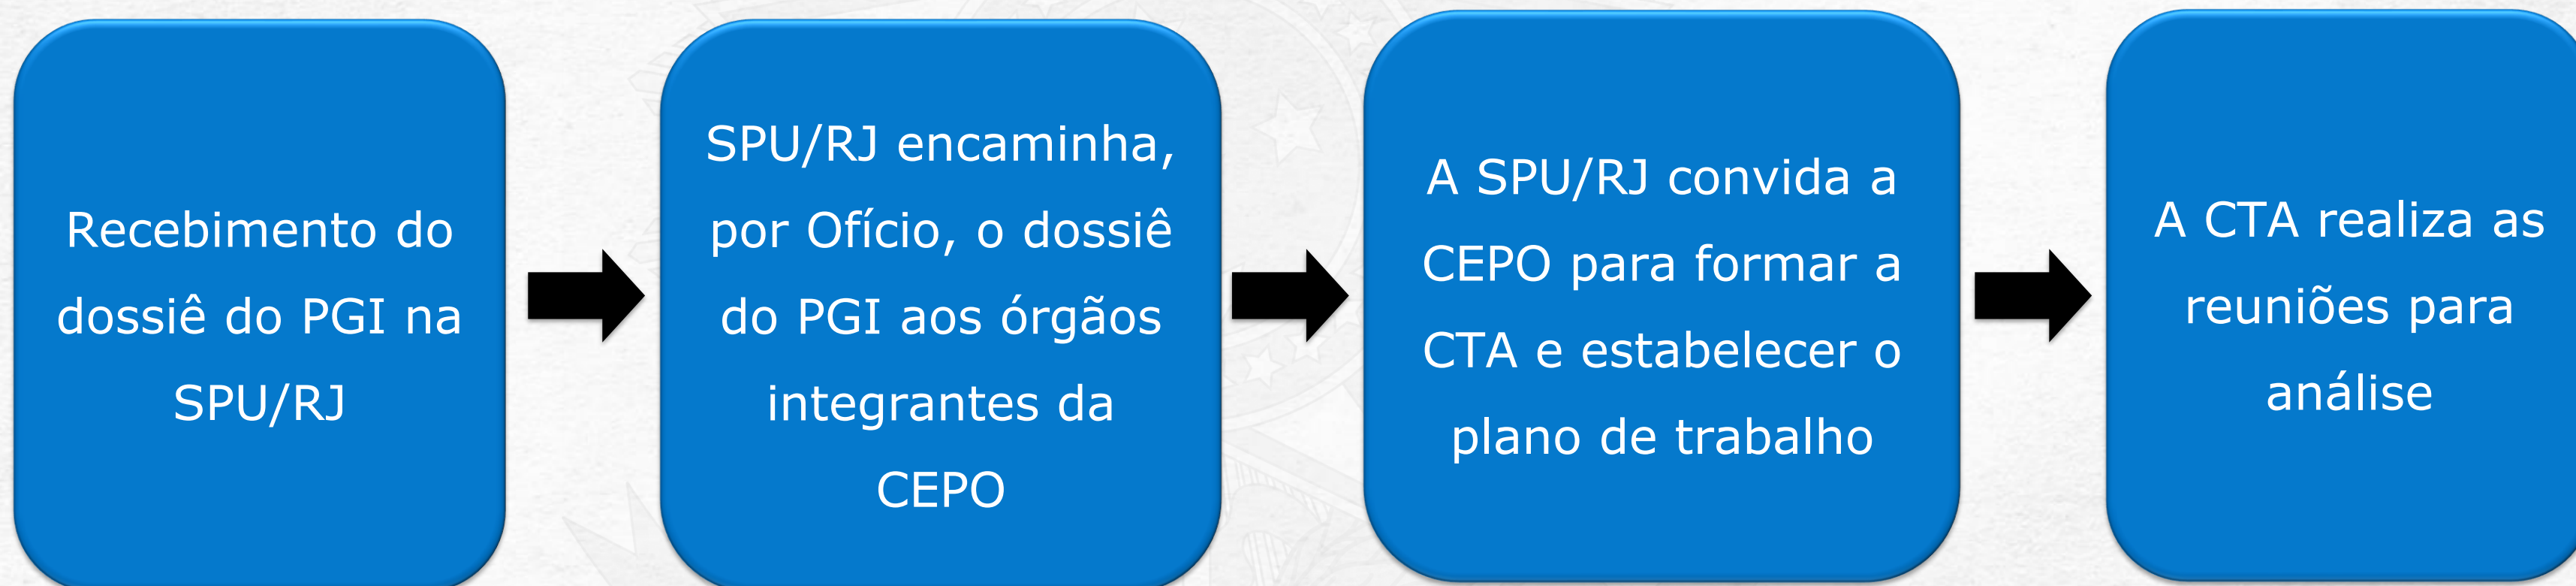 Recebimento do
dossiê do PGI na
SPU/RJ
SPU/RJ encaminha,
por Ofício, o dossiê
do PGI aos órgãos
integrantes da
CEPO
A SPU/RJ convida a
CEPO para formar a
CTA e estabelecer o
plano de trabalho
A CTA realiza as
reuniões para
análise